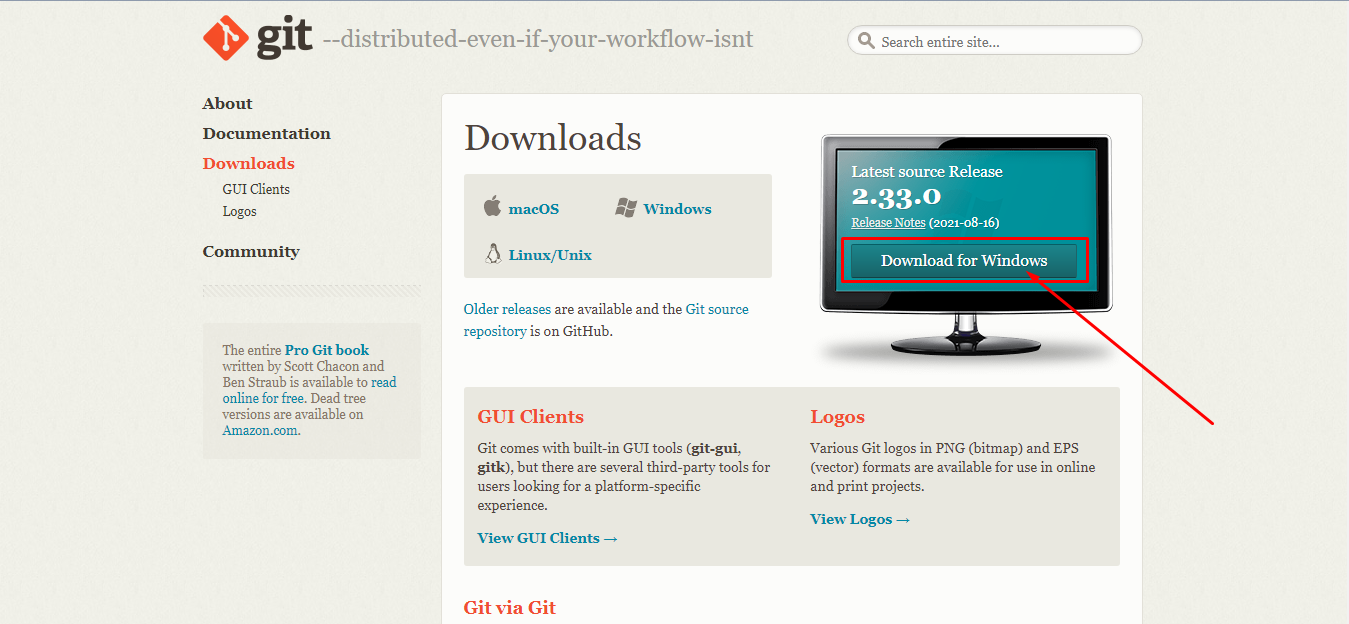 git --distributed-even-if-your-workflow-isnt
Search entire site...
About
Documentation
Downloads
GUI Clients
Logos
Community
The entire Pro Git book
written by Scott Chacon and
Ben Straub is available to read
online for free. Dead tree
versions are available on
Amazon.com.
Downloads
macOS
Windows
Linux/Unix
Older releases are available and the Git source
repository is on GitHub.
Latest source Release
2.33.0
Release Notes (2021-08-16)
Download for Windows
GUI Clients
Git comes with built-in GUI tools (git-gui,
gitk), but there are several third-party tools for
users looking for a platform-specific
experience.
View GUI Clients →
Logos
Various Git logos in PNG (bitmap) and EPS
(vector) formats are available for use in online
and print projects.
View Logos →
Git via Git